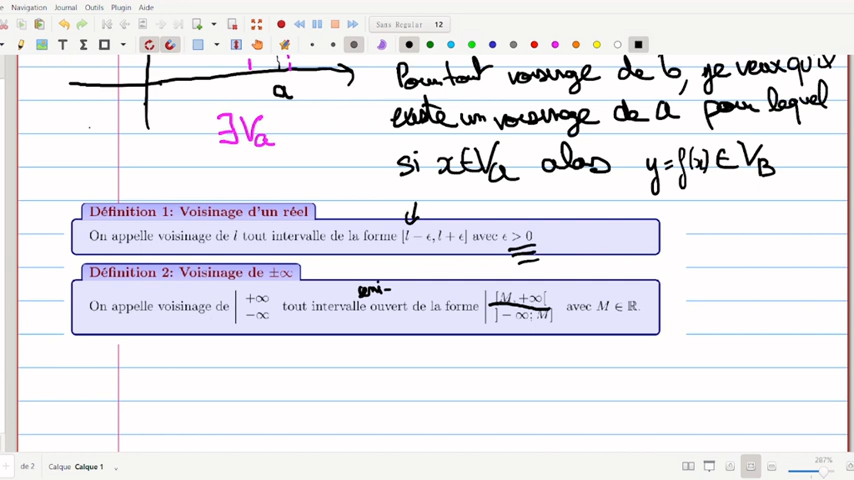 Navigation Journal Outils Plugin Aide
Sans Regular 12
a
∃Va
Pour tout voisinage de b, je veux qu'il
existe un voisinage de a pour lequel
si x∈Va alors y=f(x)∈VB
Définition 1: Voisinage d'un réel
On appelle voisinage de l tout intervalle de la forme [l − ϵ, l + ϵ] avec ϵ > 0
Définition 2: Voisinage de ±∞
semi-
On appelle voisinage de | +∞ −∞ tout intervalle ouvert de la forme | [M, +∞[ ] − ∞; M] avec M ∈ ℝ.
de 2 Calque Calque 1 287%